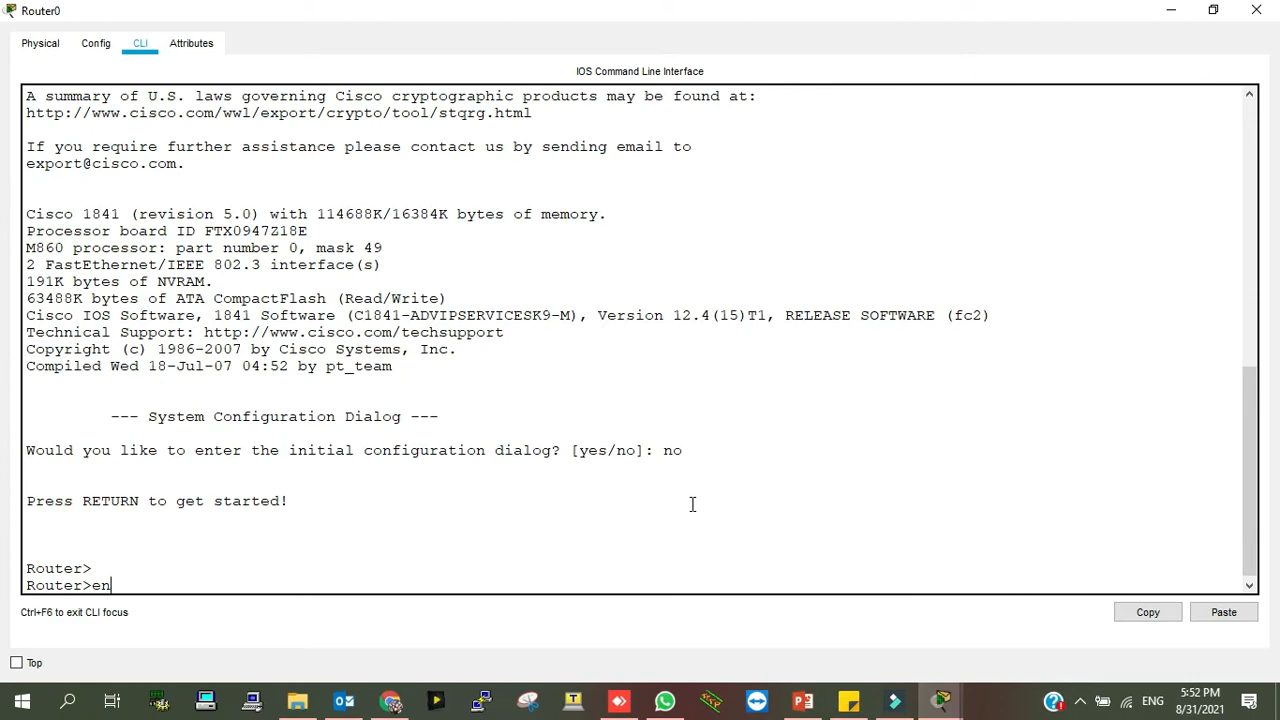 Router0
Physical Config CLI Attributes
IOS Command Line Interface
A summary of U.S. laws governing Cisco cryptographic products may be found at:
http://www.cisco.com/wwl/export/crypto/tool/stqrg.html
If you require further assistance please contact us by sending email to
export@cisco.com.
Cisco 1841 (revision 5.0) with 114688K/16384K bytes of memory.
Processor board ID FTX0947Z18E
M860 processor: part number 0, mask 49
2 FastEthernet/IEEE 802.3 interface(s)
191K bytes of NVRAM.
63488K bytes of ATA CompactFlash (Read/Write)
Cisco IOS Software, 1841 Software (C1841-ADVIPSERVICESK9-M), Version 12.4(15)T1, RELEASE SOFTWARE (fc2)
Technical Support: http://www.cisco.com/techsupport
Copyright (c) 1986-2007 by Cisco Systems, Inc.
Compiled Wed 18-Jul-07 04:52 by pt_team
--- System Configuration Dialog ---
Would you like to enter the initial configuration dialog? [yes/no]: no
Press RETURN to get started!
Router>
Router>en
Ctrl+F6 to exit CLI focus
Copy Paste
Top
ENG
5:52 PM
8/31/2021